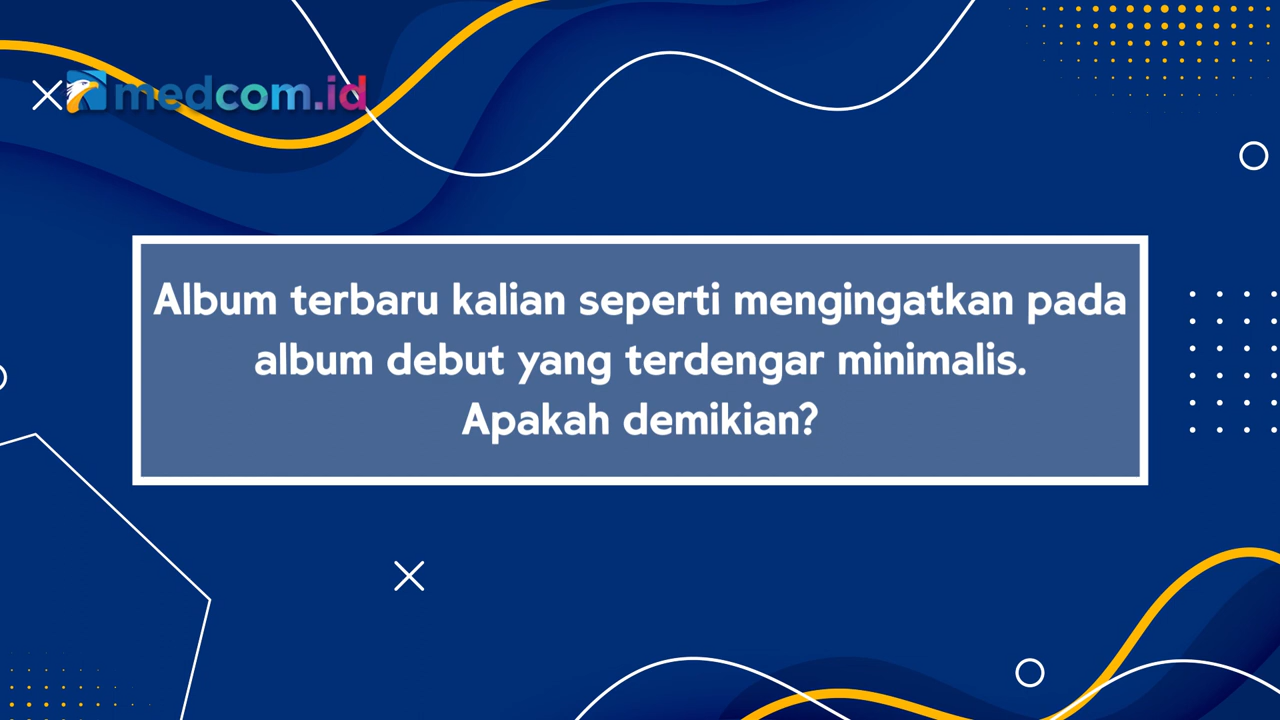 medcom.id
Album terbaru kalian seperti mengingatkan pada
album debut yang terdengar minimalis.
Apakah demikian?